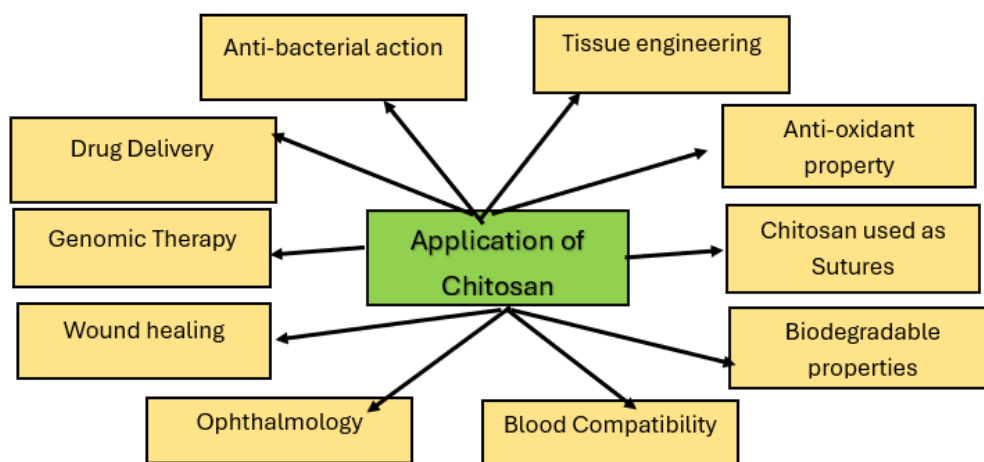 Anti-bacterial action
Tissue engineering
Drug Delivery
Anti-oxidant
property
Genomic Therapy
Application of
Chitosan
Chitosan used as
Sutures
Wound healing
Biodegradable
properties
Ophthalmology
Blood Compatibility